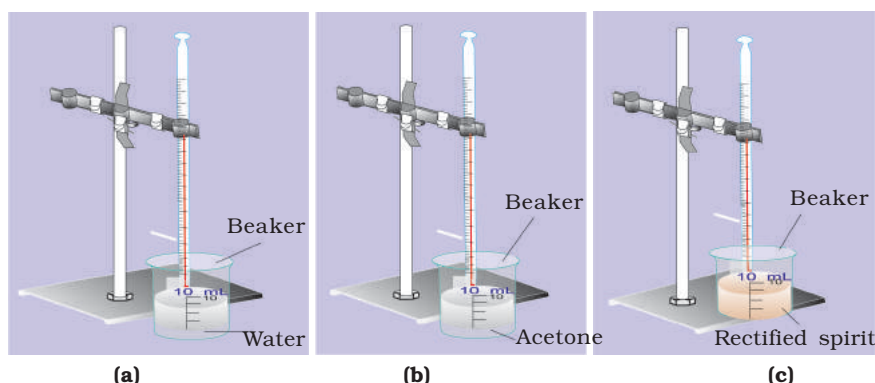 Beaker
10 mL
10
Water
(a)
Beaker
10 mL
10
Acetone
(b)
Beaker
10 mL
10
Rectified spirit
(c)